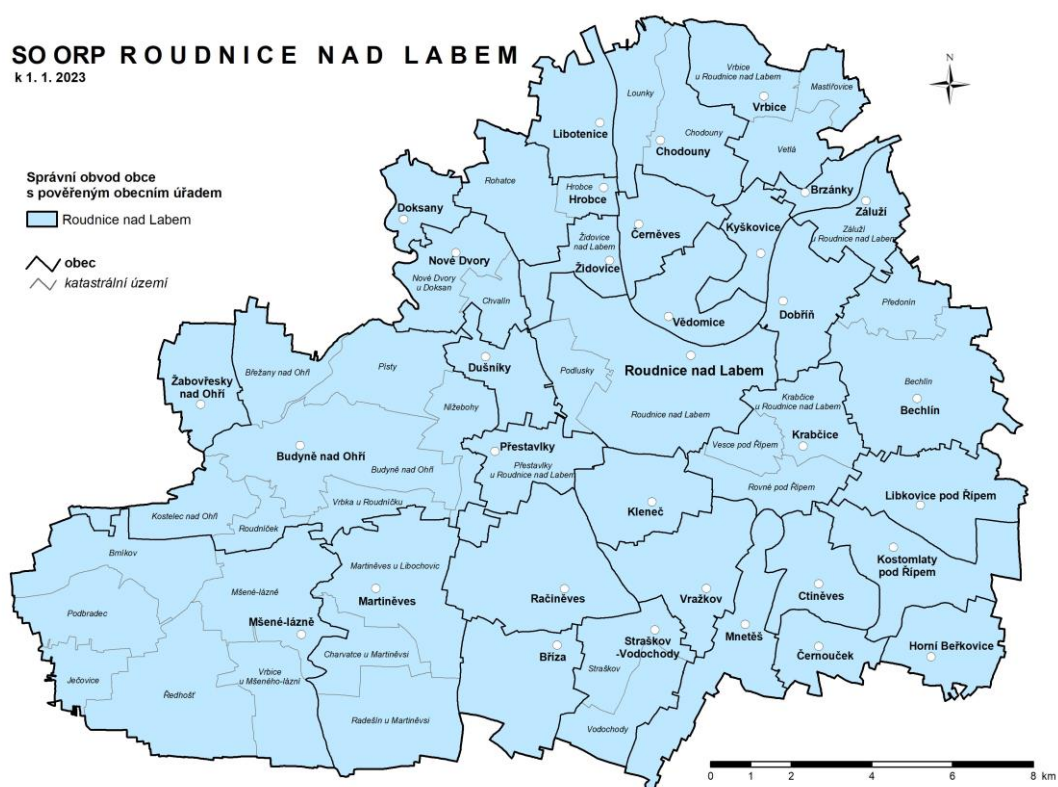 SO ORP ROUDNICE NAD LABEM
k 1. 1. 2023
N
Správní obvod obce
s pověřeným obecním úřadem
Roudnice nad Labem
obec
katastrální území
Vrbice
u Roudnice nad Labem
Mastířovice
Vrbice
Lounky
Libotenice
Chodouny
Chodouny
Vetlá
Rohatce
Hrobce
Hrobce
Brzánky
Záluží
Záluží
u Roudnice nad Labem
Doksany
Černěves
Kyškovice
Židovice
nad Labem
Židovice
Nové Dvory
Nové Dvory
u Doksan
Chvalín
Předonín
Dobříň
Vědomice
Dušníky
Roudnice nad Labem
Podlusky
Roudnice nad Labem
Břežany nad Ohří
Písty
Žabovřesky
nad Ohří
Nížebohy
Bechlín
Bechlín
Krabčice
u Roudnice nad Labem
Krabčice
Vesce pod Řípem
Rovné pod Řípem
Budyně nad Ohří
Budyně nad Ohří
Přestavlky
Přestavlky
u Roudnice nad Labem
Kostelec nad Ohří
Vrbka u Roudníčku
Roudníček
Kleneč
Libkovice pod Řípem
Brníkov
Martiněves u Libochovic
Kostomlaty
pod Řípem
Mšené-lázně
Martiněves
Račiněves
Vražkov
Ctiněves
Podbradec
Mšené-lázně
Charvatce u Martiněvsi
Bříza
Straškov
-Vodochody
Straškov
Mnetěš
Černouček
Horní Beřkovice
Ječovice
Ředhošť
Vrbice
u Mšeného-lázní
Radešín u Martiněvsi
Vodochody
0 1 2 4 6 8 km